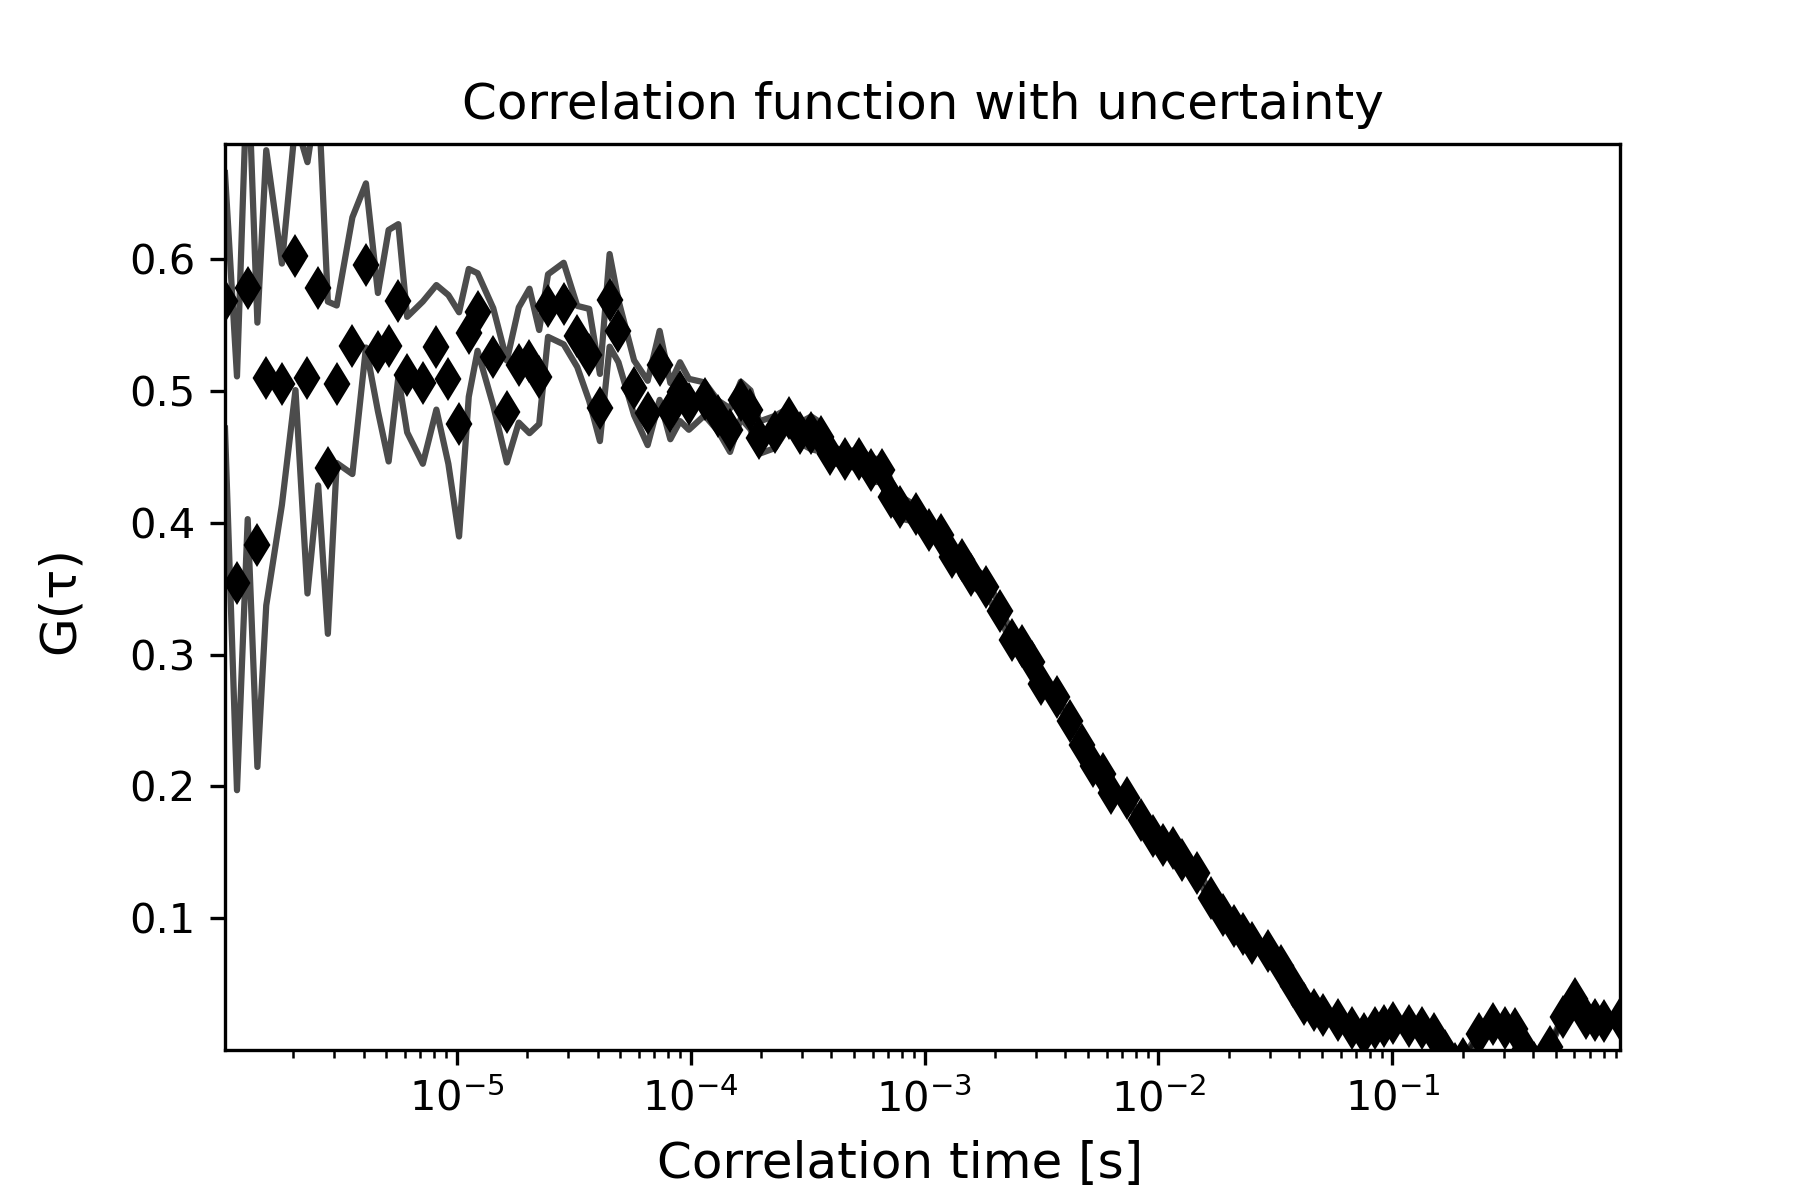 Correlation function with uncertainty
G(τ)
0.6
0.5
0.4
0.3
0.2
0.1
10⁻⁵ 10⁻⁴ 10⁻³ 10⁻² 10⁻¹
Correlation time [s]